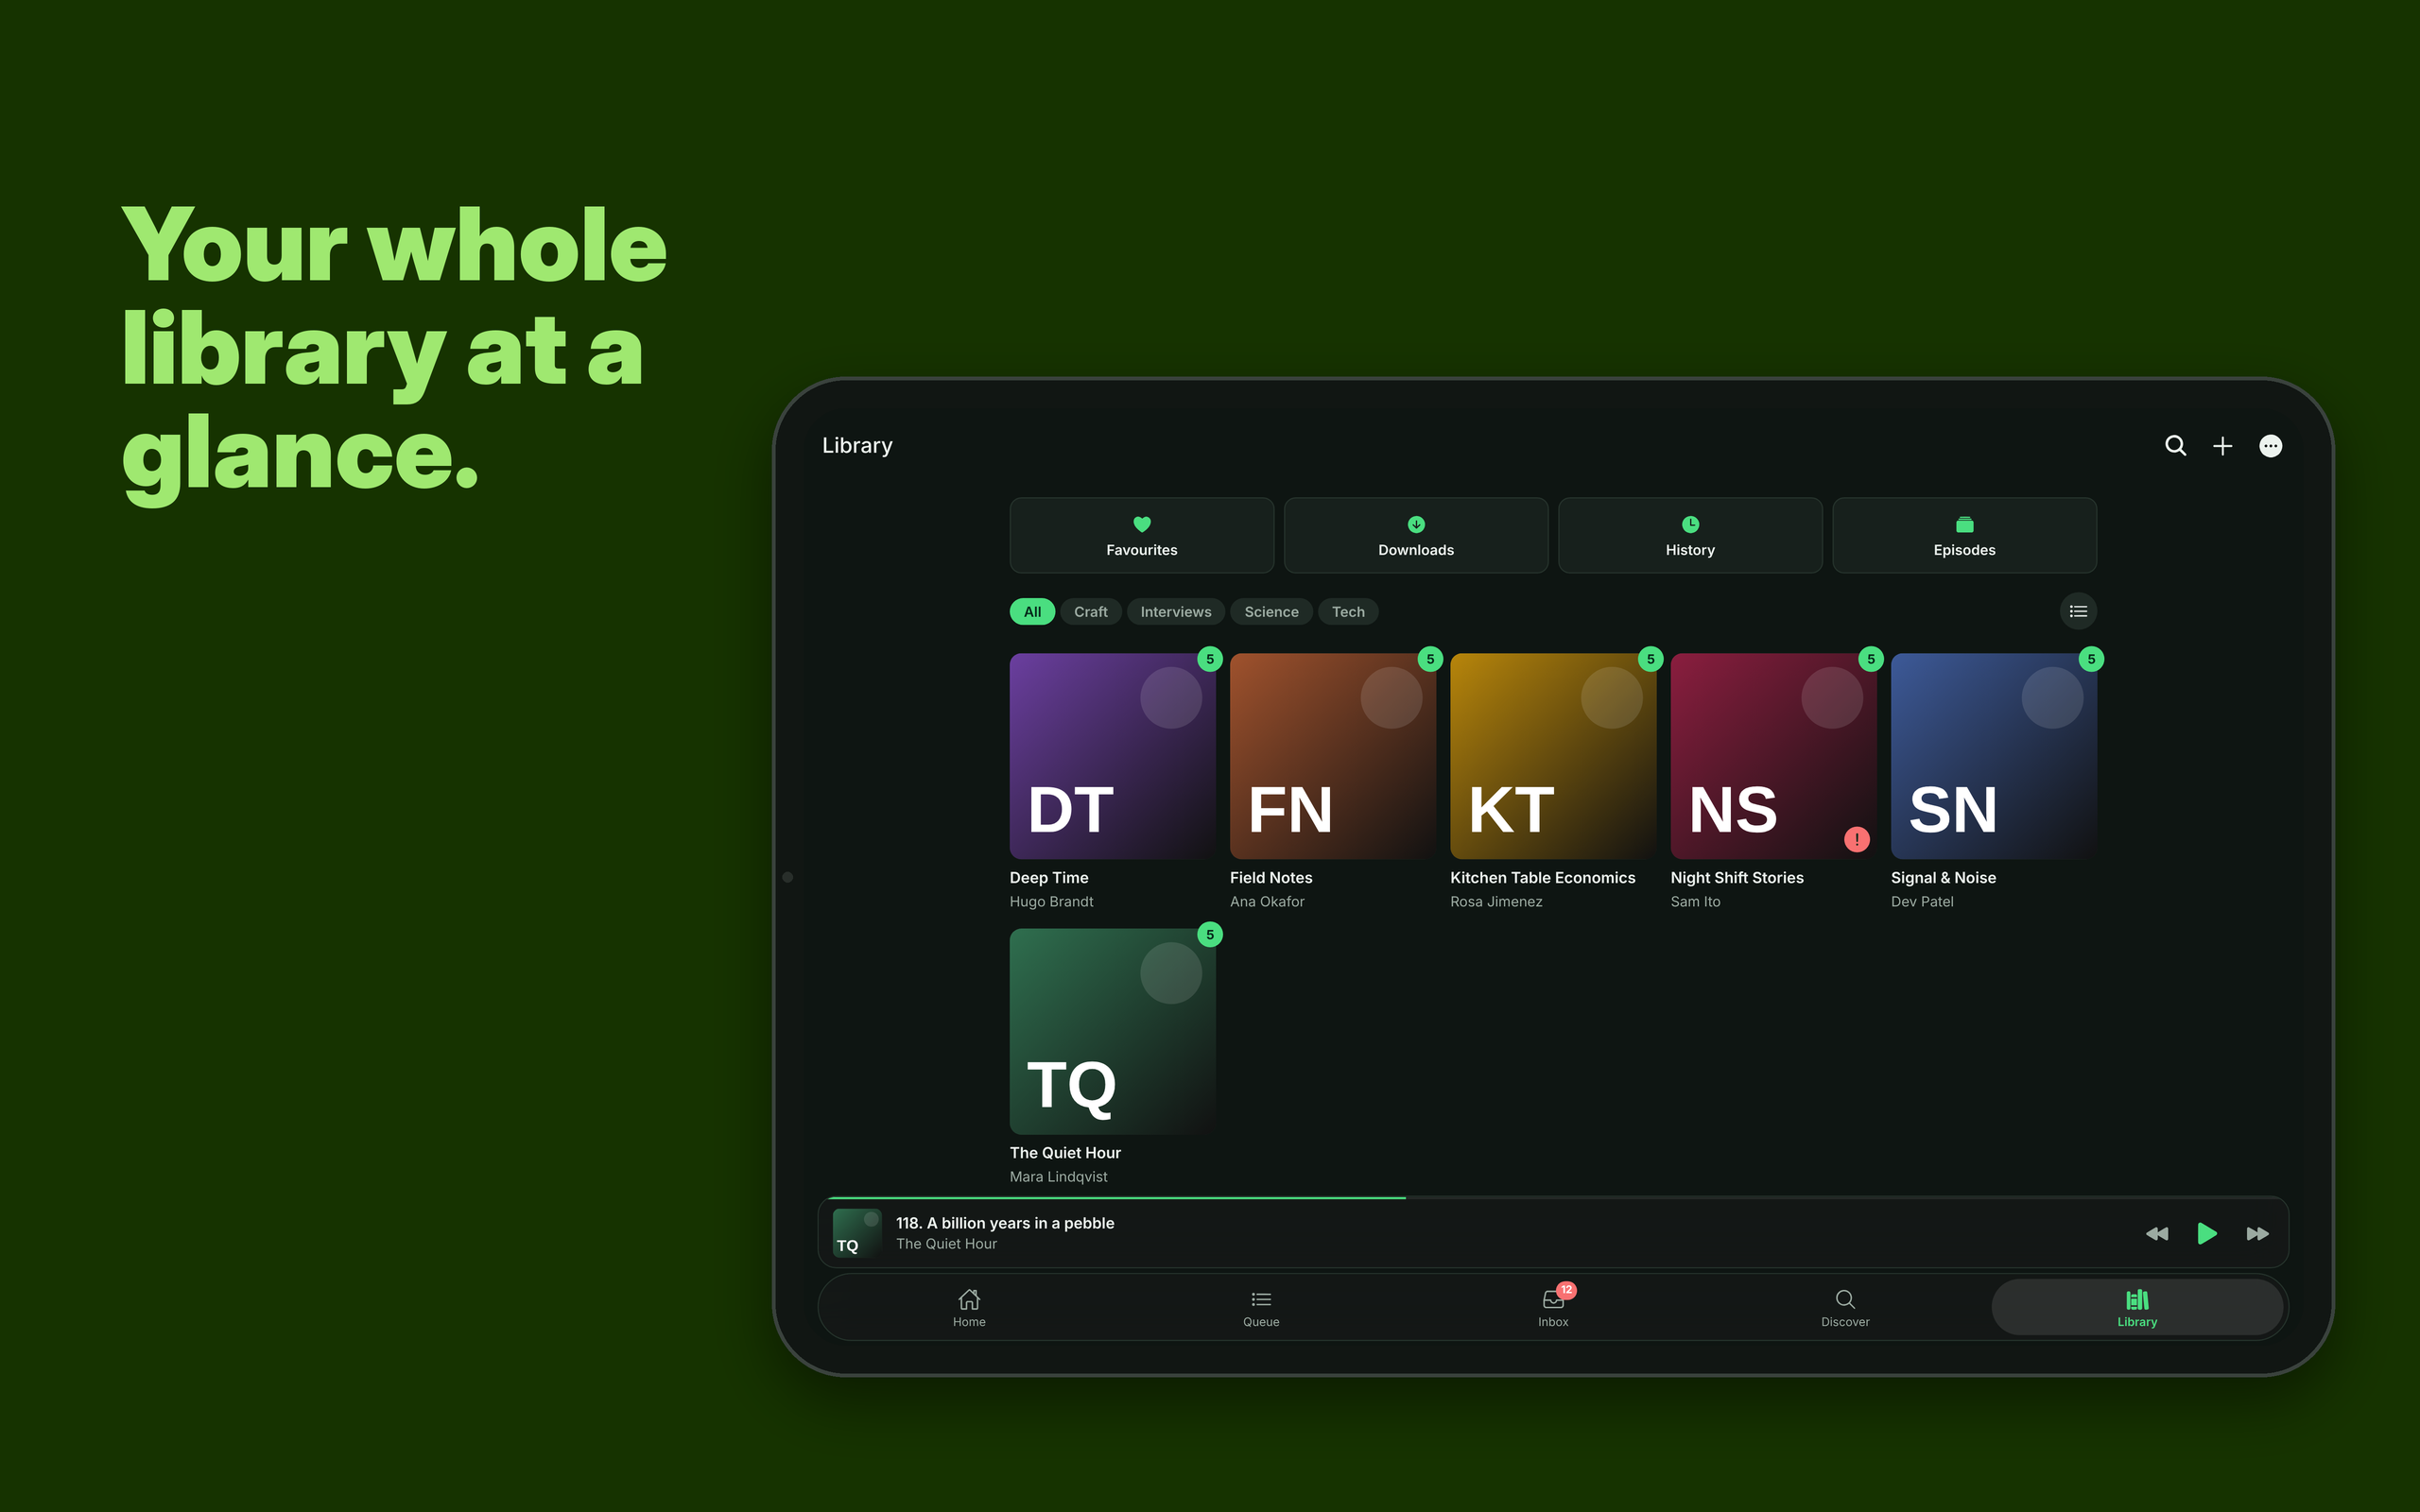 Your whole
library at a
glance.
Library
Favourites
Downloads
History
Episodes
All
Craft
Interviews
Science
Tech
5
5
5
5
5
DT
FN
KT
NS
!
SN
Deep Time
Field Notes
Kitchen Table Economics
Night Shift Stories
Signal & Noise
Hugo Brandt
Ana Okafor
Rosa Jimenez
Sam Ito
Dev Patel
5
TQ
The Quiet Hour
Mara Lindqvist
TQ
118. A billion years in a pebble
The Quiet Hour
12
Home
Queue
Inbox
Discover
Library